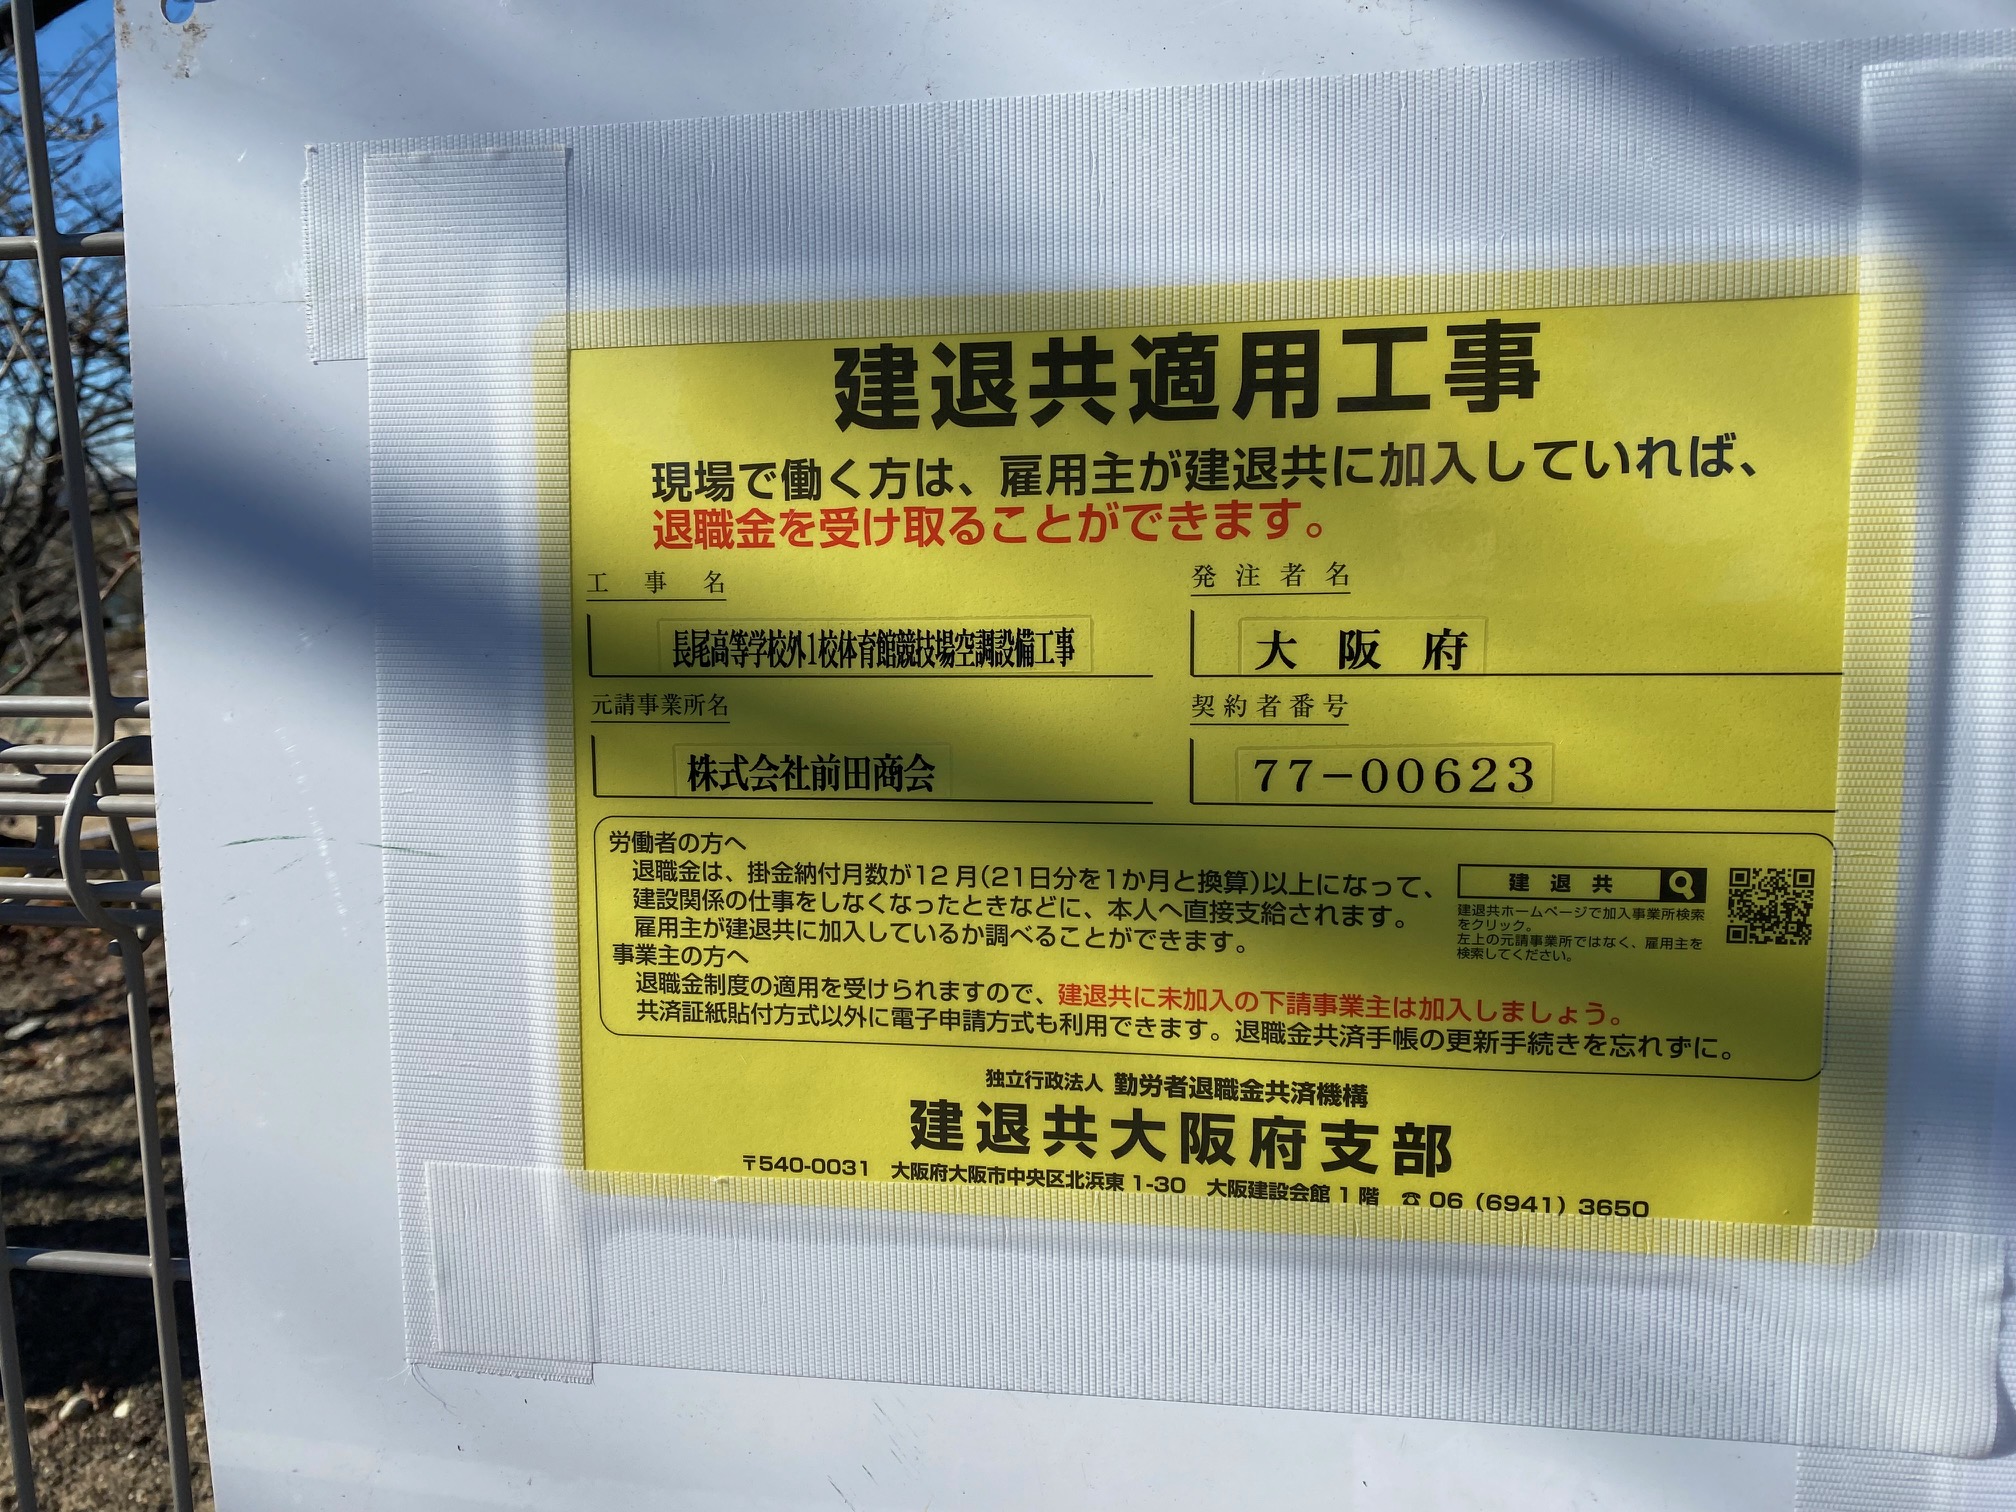 建退共適用工事
現場で働く方は、雇用主が建退共に加入していれば、
退職金を受け取ることができます。
工事名
長尾高等学校外1校体育館競技場空調設備工事
発注者名
大阪府
元請事業所名
株式会社前田商会
契約者番号
77-00623
労働者の方へ
退職金は、掛金納付月数が12月(21日分を1か月と換算)以上になって、
建設関係の仕事をしなくなったときなどに、本人へ直接支給されます。
雇用主が建退共に加入しているか調べることができます。
建退共
建退共ホームページで加入事業所検索
をクリック。
左上の元請事業所ではなく、雇用主を
検索してください。
事業主の方へ
退職金制度の適用を受けられますので、建退共に未加入の下請事業主は加入しましょう。
共済証紙貼付方式以外に電子申請方式も利用できます。退職金共済手帳の更新手続きを忘れずに。
独立行政法人 勤労者退職金共済機構
建退共大阪府支部
〒540-0031 大阪府大阪市中央区北浜東1-30 大阪建設会館1階 ☎06(6941)3650